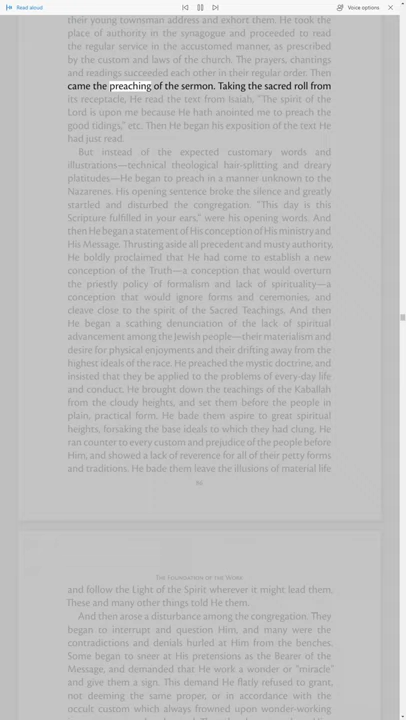 Read aloud
Voice options
their young townsman address and exhort them. He took the
place of authority in the synagogue and proceeded to read
the regular service in the accustomed manner, as prescribed
by the custom and laws of the church. The prayers, chantings
and readings succeeded each other in their regular order. Then
came the preaching of the sermon. Taking the sacred roll from
its receptacle, He read the text from Isaiah, "The spirit of the
Lord is upon me because He hath anointed me to preach the
good tidings," etc. Then He began his exposition of the text He
had just read.
But instead of the expected customary words and
illustrations—technical theological hair-splitting and dreary
platitudes—He began to preach in a manner unknown to the
Nazarenes. His opening sentence broke the silence and greatly
startled and disturbed the congregation. "This day is this
Scripture fulfilled in your ears," were his opening words. And
then He began a statement of His conception of His ministry and
His Message. Thrusting aside all precedent and musty authority,
He boldly proclaimed that He had come to establish a new
conception of the Truth—a conception that would overturn
the priestly policy of formalism and lack of spirituality—a
conception that would ignore forms and ceremonies, and
cleave close to the spirit of the Sacred Teachings. And then
He began a scathing denunciation of the lack of spiritual
advancement among the Jewish people—their materialism and
desire for physical enjoyments and their drifting away from the
highest ideals of the race. He preached the mystic doctrine, and
insisted that they be applied to the problems of every-day life
and conduct. He brought down the teachings of the Kaballah
from the cloudy heights, and set them before the people in
plain, practical form. He bade them aspire to great spiritual
heights, forsaking the base ideals to which they had clung. He
ran counter to every custom and prejudice of the people before
Him, and showed a lack of reverence for all of their petty forms
and traditions. He bade them leave the illusions of material life
The Foundation of the Work
and follow the Light of the Spirit wherever it might lead them.
These and many other things told He them.
And then arose a disturbance among the congregation. They
began to interrupt and question Him, and many were the
contradictions and denials hurled at Him from the benches.
Some began to sneer at His pretensions as the Bearer of the
Message, and demanded that He work a wonder or "miracle"
and give them a sign. This demand He flatly refused to grant,
not deeming the same proper, or in accordance with the
occult custom which always frowned upon wonder-working